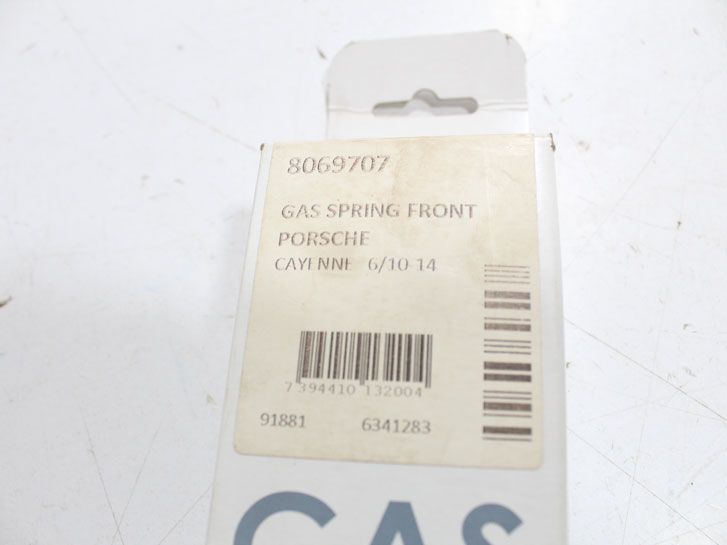 8069707
GAS SPRING FRONT
PORSCHE
CAYENNE 6/10-14
7 394410 132004
91881 6341283
GAS